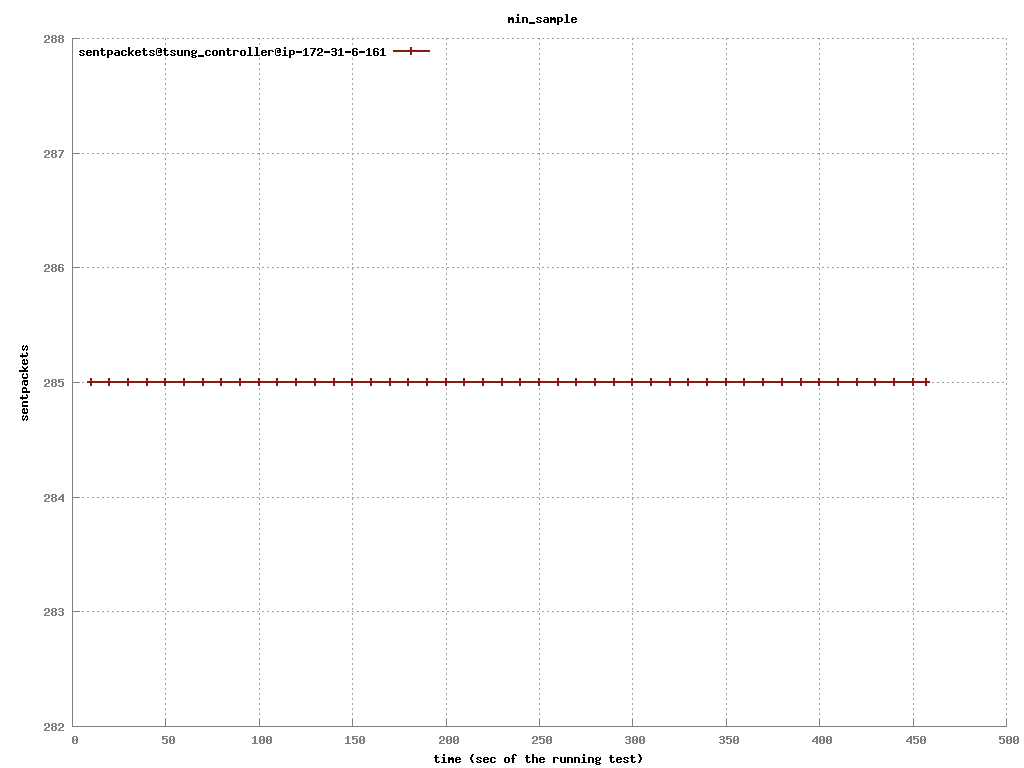 min_sample
288
sentpackets@tsung_controller@ip-172-31-6-161
287
286
285
sentpackets
284
283
282
0 50 100 150 200 250 300 350 400 450 500
time (sec of the running test)